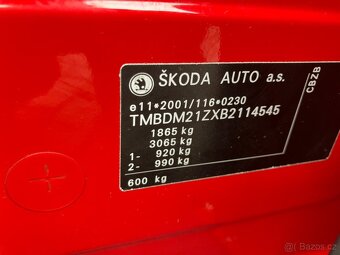 ŠKODA AUTO a.s.
e11•2001/116•0230
TMBDM21ZXB2114545
1865 kg
3065 kg
1- 920 kg
2- 990 kg
600 kg
CBZB
Bazoš.cz